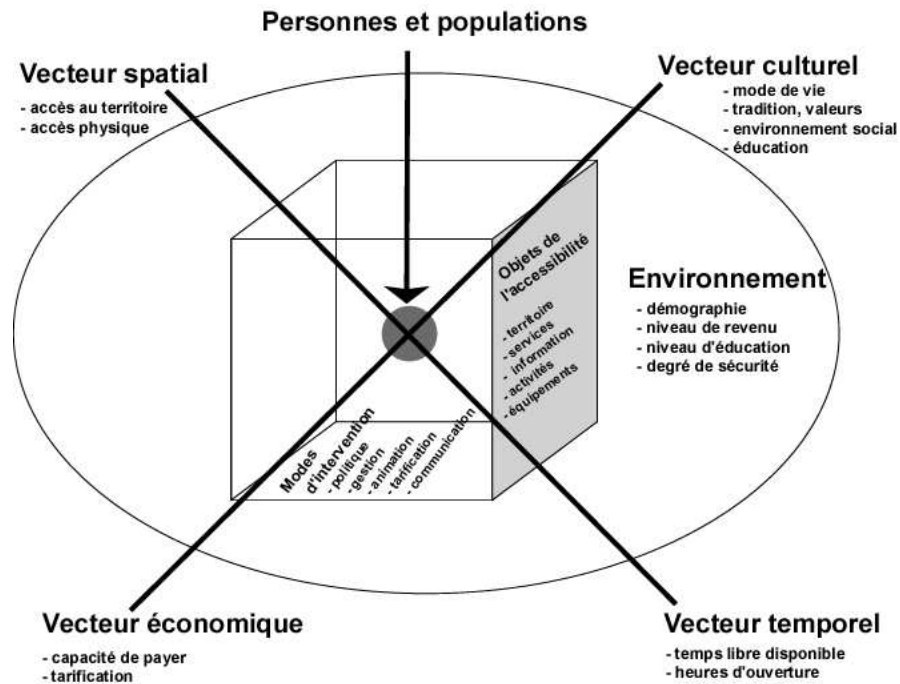 Personnes et populations
Vecteur spatial
- accès au territoire
- accès physique
Vecteur culturel
- mode de vie
- tradition, valeurs
- environnement social
- éducation
Objets de
l'accessibilité
- territoire
- services
- information
- activités
- équipements
Environnement
- démographie
- niveau de revenu
- niveau d'éducation
- degré de sécurité
Modes
d'intervention
- politique
- gestion
- animation
- tarification
- communication
Vecteur économique
- capacité de payer
- tarification
Vecteur temporel
- temps libre disponible
- heures d'ouverture